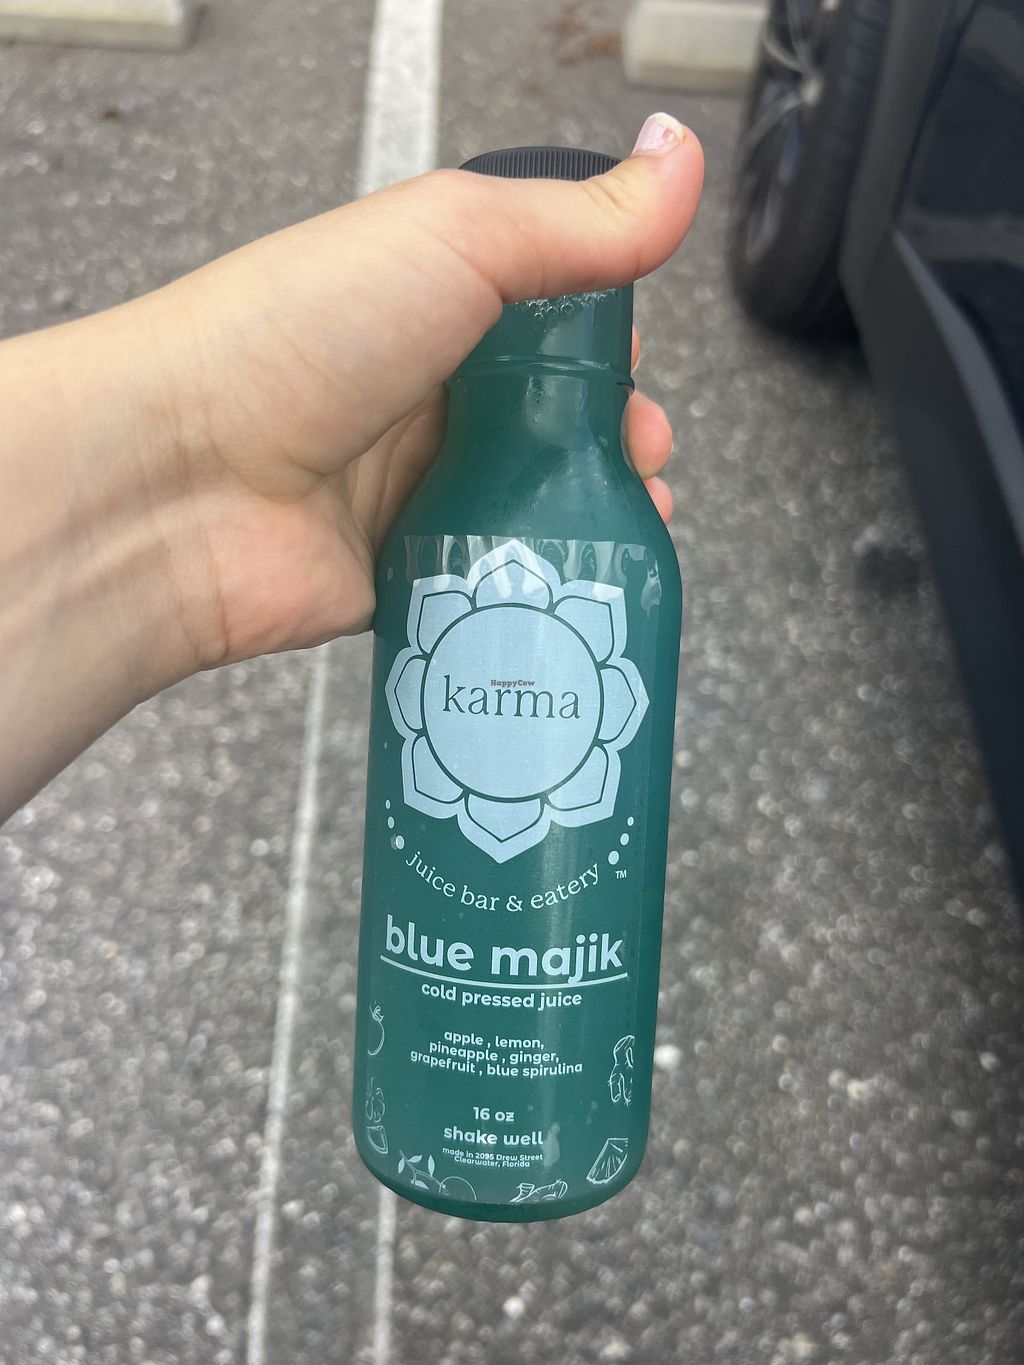 HappyCow
karma
juice bar & eatery
TM
blue majik
cold pressed juice
apple , lemon,
pineapple , ginger,
grapefruit , blue spirulina
16 oz
shake well
made in 2095 Drew Street
Clearwater, Florida